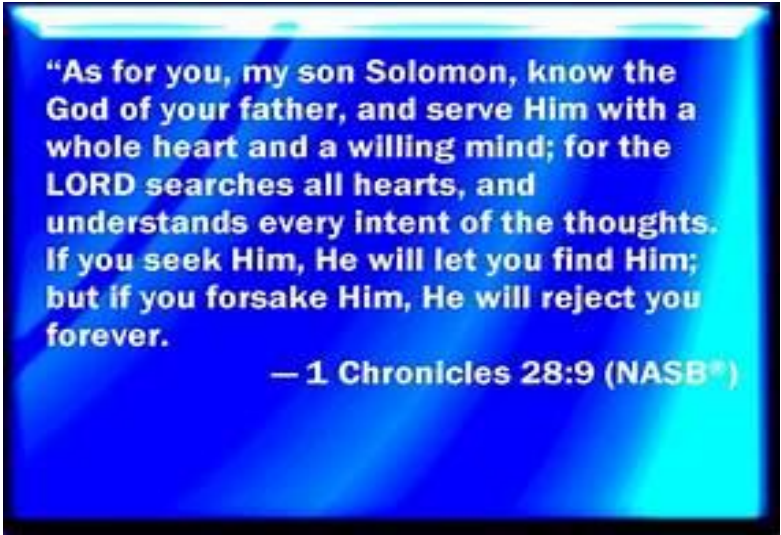 “As for you, my son Solomon, know the
God of your father, and serve Him with a
whole heart and a willing mind; for the
LORD searches all hearts, and
understands every intent of the thoughts.
If you seek Him, He will let you find Him;
but if you forsake Him, He will reject you
forever.
— 1 Chronicles 28:9 (NASB®)